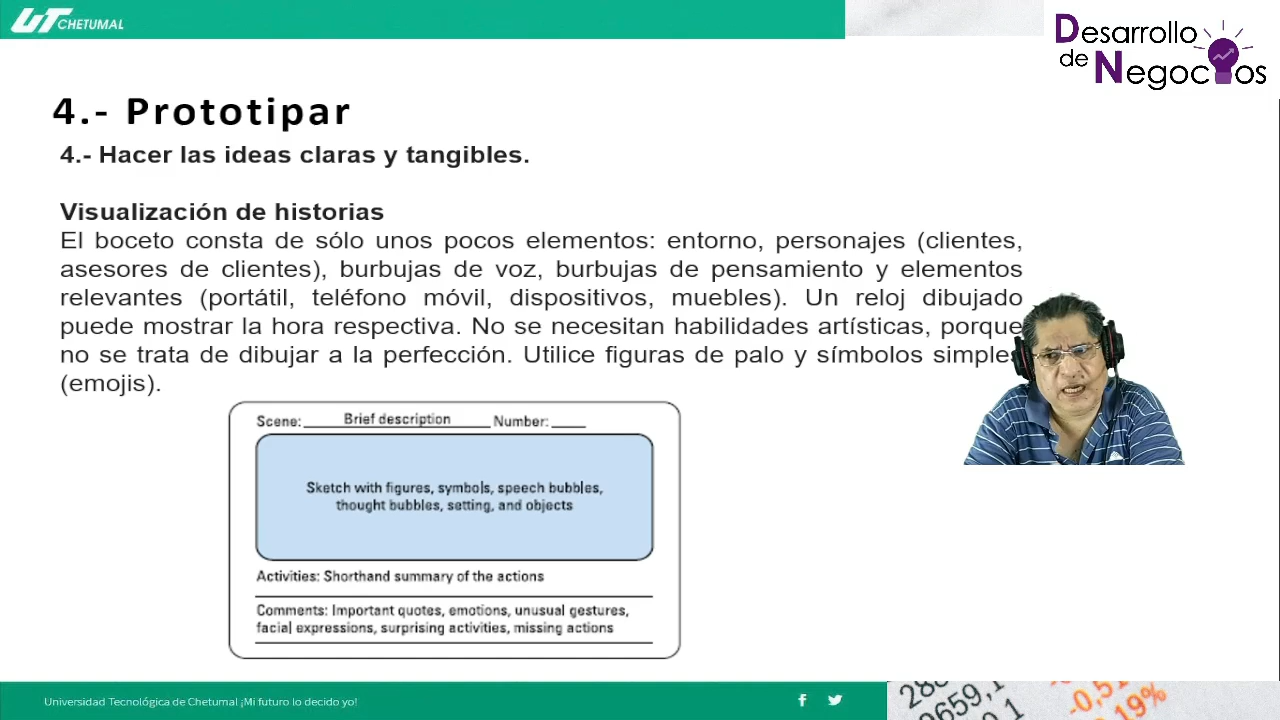 UT CHETUMAL
Desarrollo
de Negocios
4.- Prototipar
4.- Hacer las ideas claras y tangibles.
Visualización de historias
El boceto consta de sólo unos pocos elementos: entorno, personajes (clientes,
asesores de clientes), burbujas de voz, burbujas de pensamiento y elementos
relevantes (portátil, teléfono móvil, dispositivos, muebles). Un reloj dibujado
puede mostrar la hora respectiva. No se necesitan habilidades artísticas, porque
no se trata de dibujar a la perfección. Utilice figuras de palo y símbolos simples
(emojis).
Scene: Brief description Number:
Sketch with figures, symbols, speech bubbles,
thought bubbles, setting, and objects
Activities: Shorthand summary of the actions
Comments: Important quotes, emotions, unusual gestures,
facial expressions, surprising activities, missing actions
Universidad Tecnológica de Chetumal ¡Mi futuro lo decido yo!